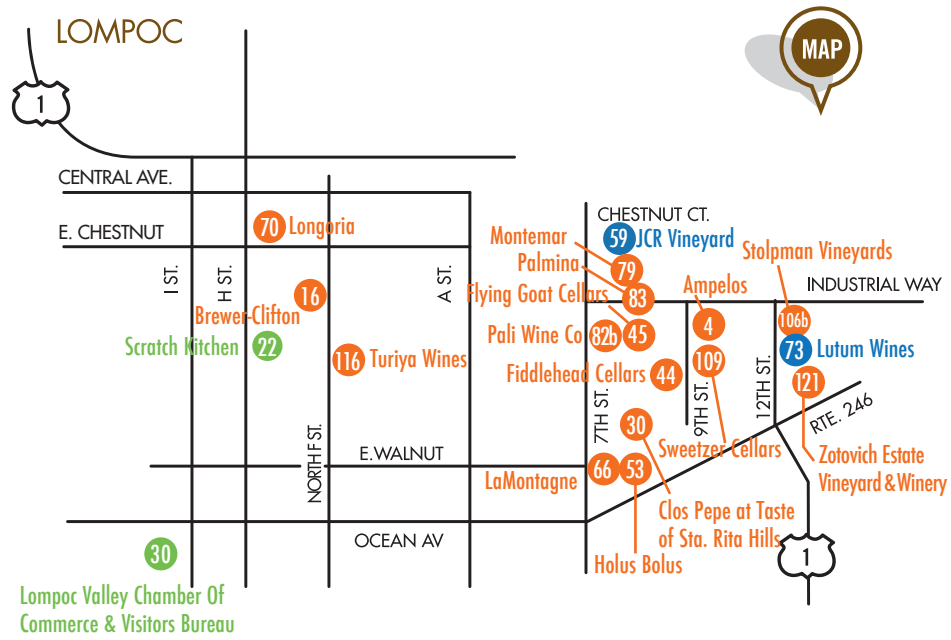 LOMPOC
MAP
1
CENTRAL AVE.
E. CHESTNUT
70 Longoria
I ST.
H ST.
A ST.
16
Brewer-Clifton
Scratch Kitchen 22
116 Turiya Wines
NORTH F ST.
E.WALNUT
OCEAN AV
30
Lompoc Valley Chamber Of
Commerce & Visitors Bureau
CHESTNUT CT.
59 JCR Vineyard
Montemar
79
Palmina
83
Flying Goat Cellars
45
Pali Wine Co 82b
Fiddlehead Cellars 44
7TH ST.
30
Clos Pepe at Taste
of Sta. Rita Hills
LaMontagne 66
53
Holus Bolus
Ampelos
4
109
9TH ST.
Sweetzer Cellars
Stolpman Vineyards
INDUSTRIAL WAY
106b
73 Lutum Wines
121
12TH ST.
RTE. 246
Zotovich Estate
Vineyard & Winery
1